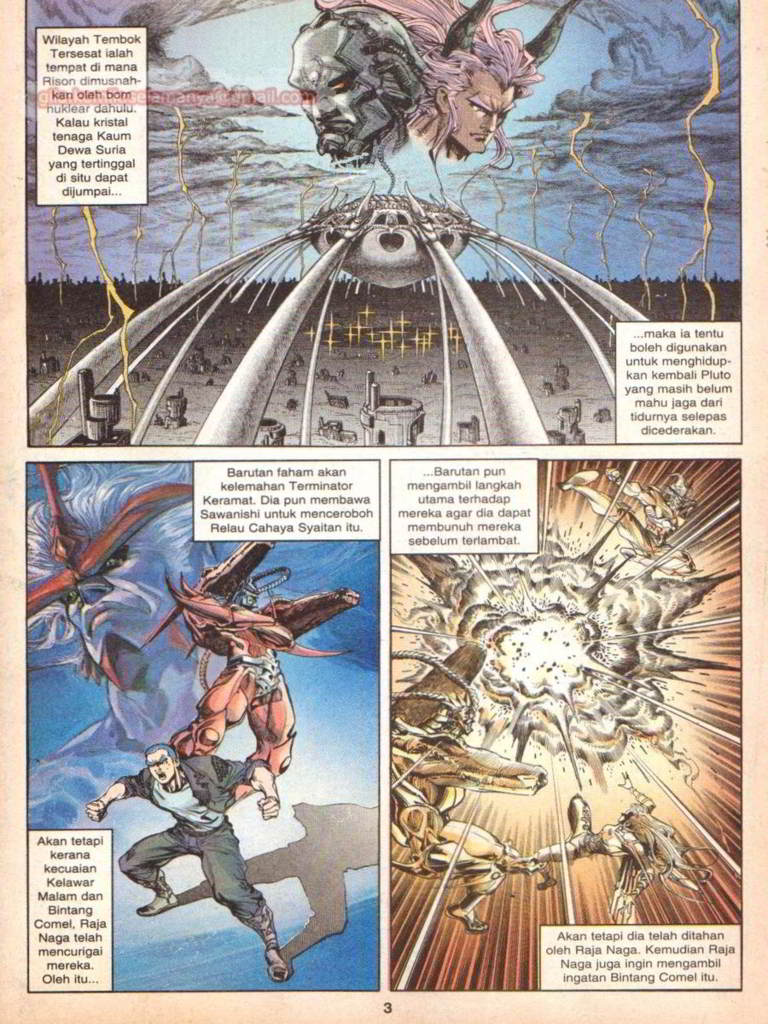 Wilayah Tembok
Tersesat ialah
tempat di mana
Rison dimusnah-
kan oleh bom
nuklear dahulu.
Kalau kristal
tenaga Kaum
Dewa Suria
yang tertinggal
di situ dapat
dijumpai...
...maka ia tentu
boleh digunakan
untuk menghidup-
kan kembali Pluto
yang masih belum
mahu jaga dari
tidurnya selepas
dicederakan.
Barutan faham akan
kelemahan Terminator
Keramat. Dia pun membawa
Sawanishi untuk menceroboh
Relau Cahaya Syaitan itu.
...Barutan pun
mengambil langkah
utama terhadap
mereka agar dia dapat
membunuh mereka
sebelum terlambat.
Akan tetapi
kerana
kecuaian
Kelawar
Malam dan
Bintang
Comel, Raja
Naga telah
mencurigai
mereka.
Oleh itu...
Akan tetapi dia telah ditahan
oleh Raja Naga. Kemudian Raja
Naga juga ingin mengambil
ingatan Bintang Comel itu.
3